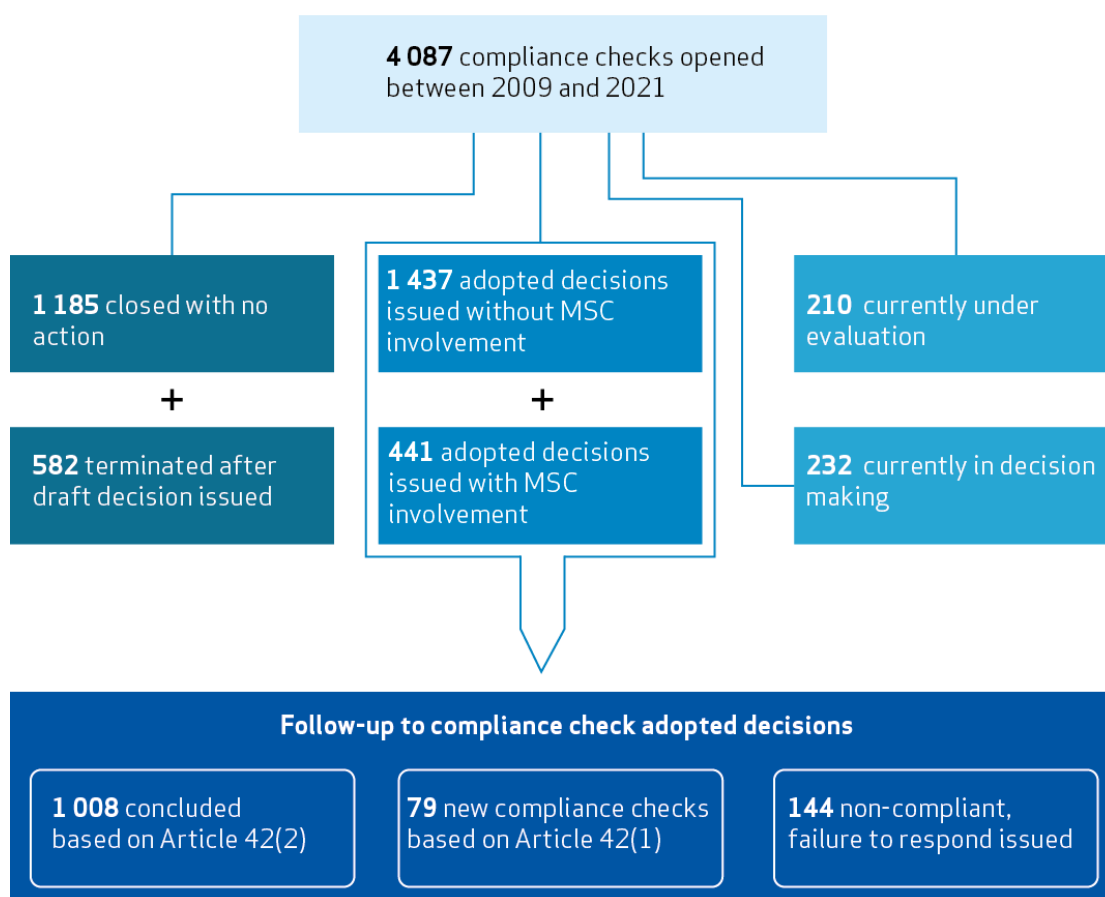 4 087 compliance checks opened
between 2009 and 2021
1 185 closed with no
action
+
582 terminated after
draft decision issued
1 437 adopted decisions
issued without MSC
involvement
+
441 adopted decisions
issued with MSC
involvement
210 currently under
evaluation
232 currently in decision
making
Follow-up to compliance check adopted decisions
1 008 concluded
based on Article 42(2)
79 new compliance checks
based on Article 42(1)
144 non-compliant,
failure to respond issued